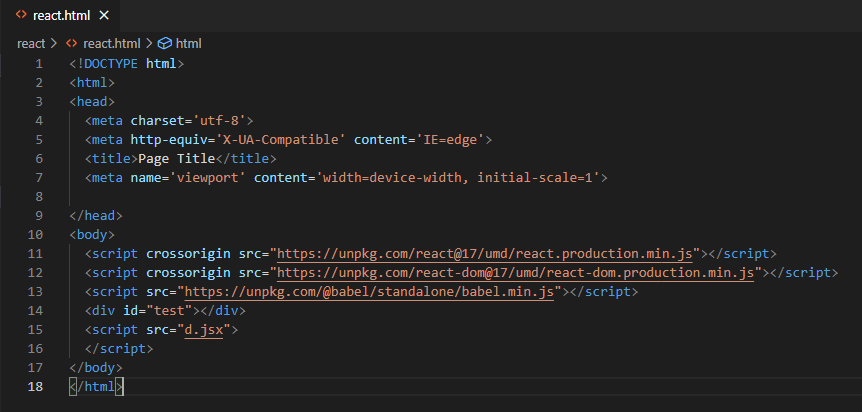 react.html ×
react > react.html > html
1 <!DOCTYPE html>
2 <html>
3 <head>
4   <meta charset='utf-8'>
5   <meta http-equiv='X-UA-Compatible' content='IE=edge'>
6   <title>Page Title</title>
7   <meta name='viewport' content='width=device-width, initial-scale=1'>
8
9 </head>
10 <body>
11   <script crossorigin src="https://unpkg.com/react@17/umd/react.production.min.js"></script>
12   <script crossorigin src="https://unpkg.com/react-dom@17/umd/react-dom.production.min.js"></script>
13   <script src="https://unpkg.com/@babel/standalone/babel.min.js"></script>
14   <div id="test"></div>
15   <script src="d.jsx">
16   </script>
17 </body>
18 </html>